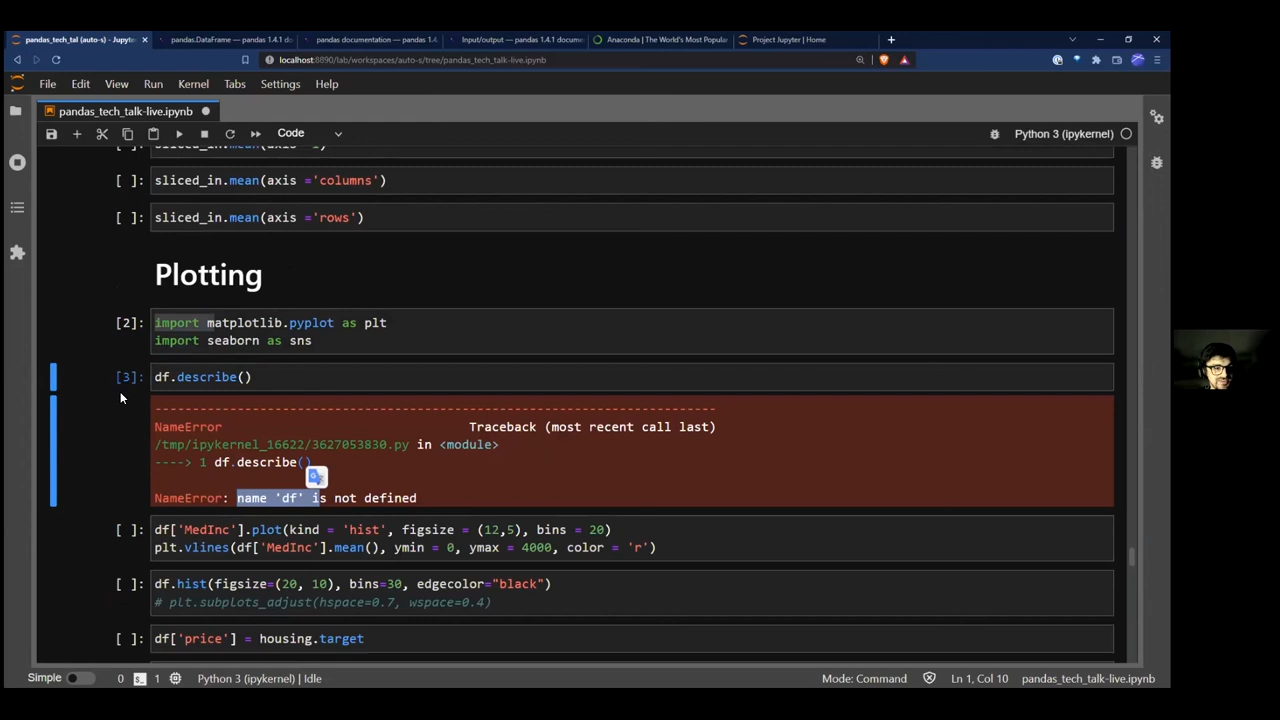 pandas_tech_tal (auto-s) - Jupyte
pandas.DataFrame — pandas 1.4.1 do
pandas documentation — pandas 1.4.
Input/output — pandas 1.4.1 docume
Anaconda | The World's Most Popular
Project Jupyter | Home
localhost:8890/lab/workspaces/auto-s/tree/pandas_tech_talk-live.ipynb
File Edit View Run Kernel Tabs Settings Help
pandas_tech_talk-live.ipynb
Code
Python 3 (ipykernel)
[ ]: sliced_in.mean(axis = 1)
[ ]: sliced_in.mean(axis ='columns')
[ ]: sliced_in.mean(axis ='rows')
Plotting
[2]: import matplotlib.pyplot as plt
import seaborn as sns
[3]: df.describe()
---------------------------------------------------------------------------
NameError Traceback (most recent call last)
/tmp/ipykernel_16622/3627053830.py in <module>
----> 1 df.describe()
NameError: name 'df' is not defined
[ ]: df['MedInc'].plot(kind = 'hist', figsize = (12,5), bins = 20)
plt.vlines(df['MedInc'].mean(), ymin = 0, ymax = 4000, color = 'r')
[ ]: df.hist(figsize=(20, 10), bins=30, edgecolor="black")
# plt.subplots_adjust(hspace=0.7, wspace=0.4)
[ ]: df['price'] = housing.target
Simple 0 1 Python 3 (ipykernel) | Idle Mode: Command Ln 1, Col 10 pandas_tech_talk-live.ipynb